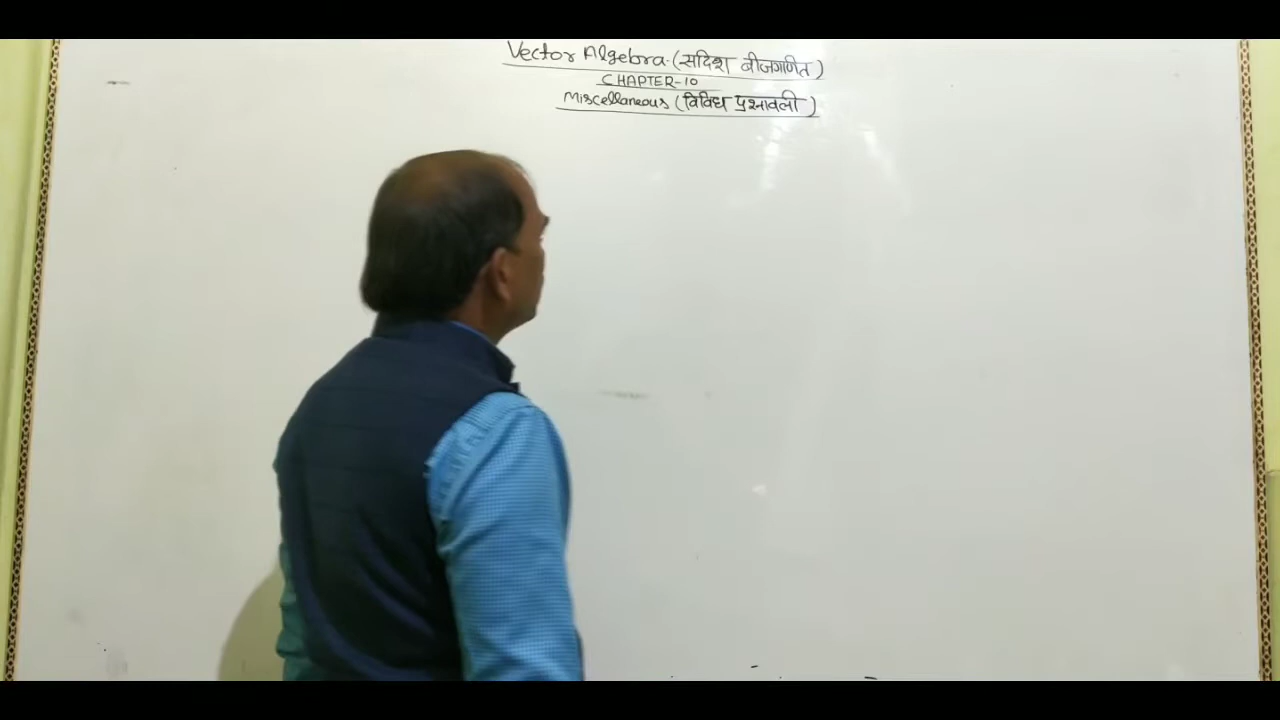 Vector Algebra (सदिश बीजगणित)
CHAPTER-10
Miscellaneous (विविध प्रश्नावली)